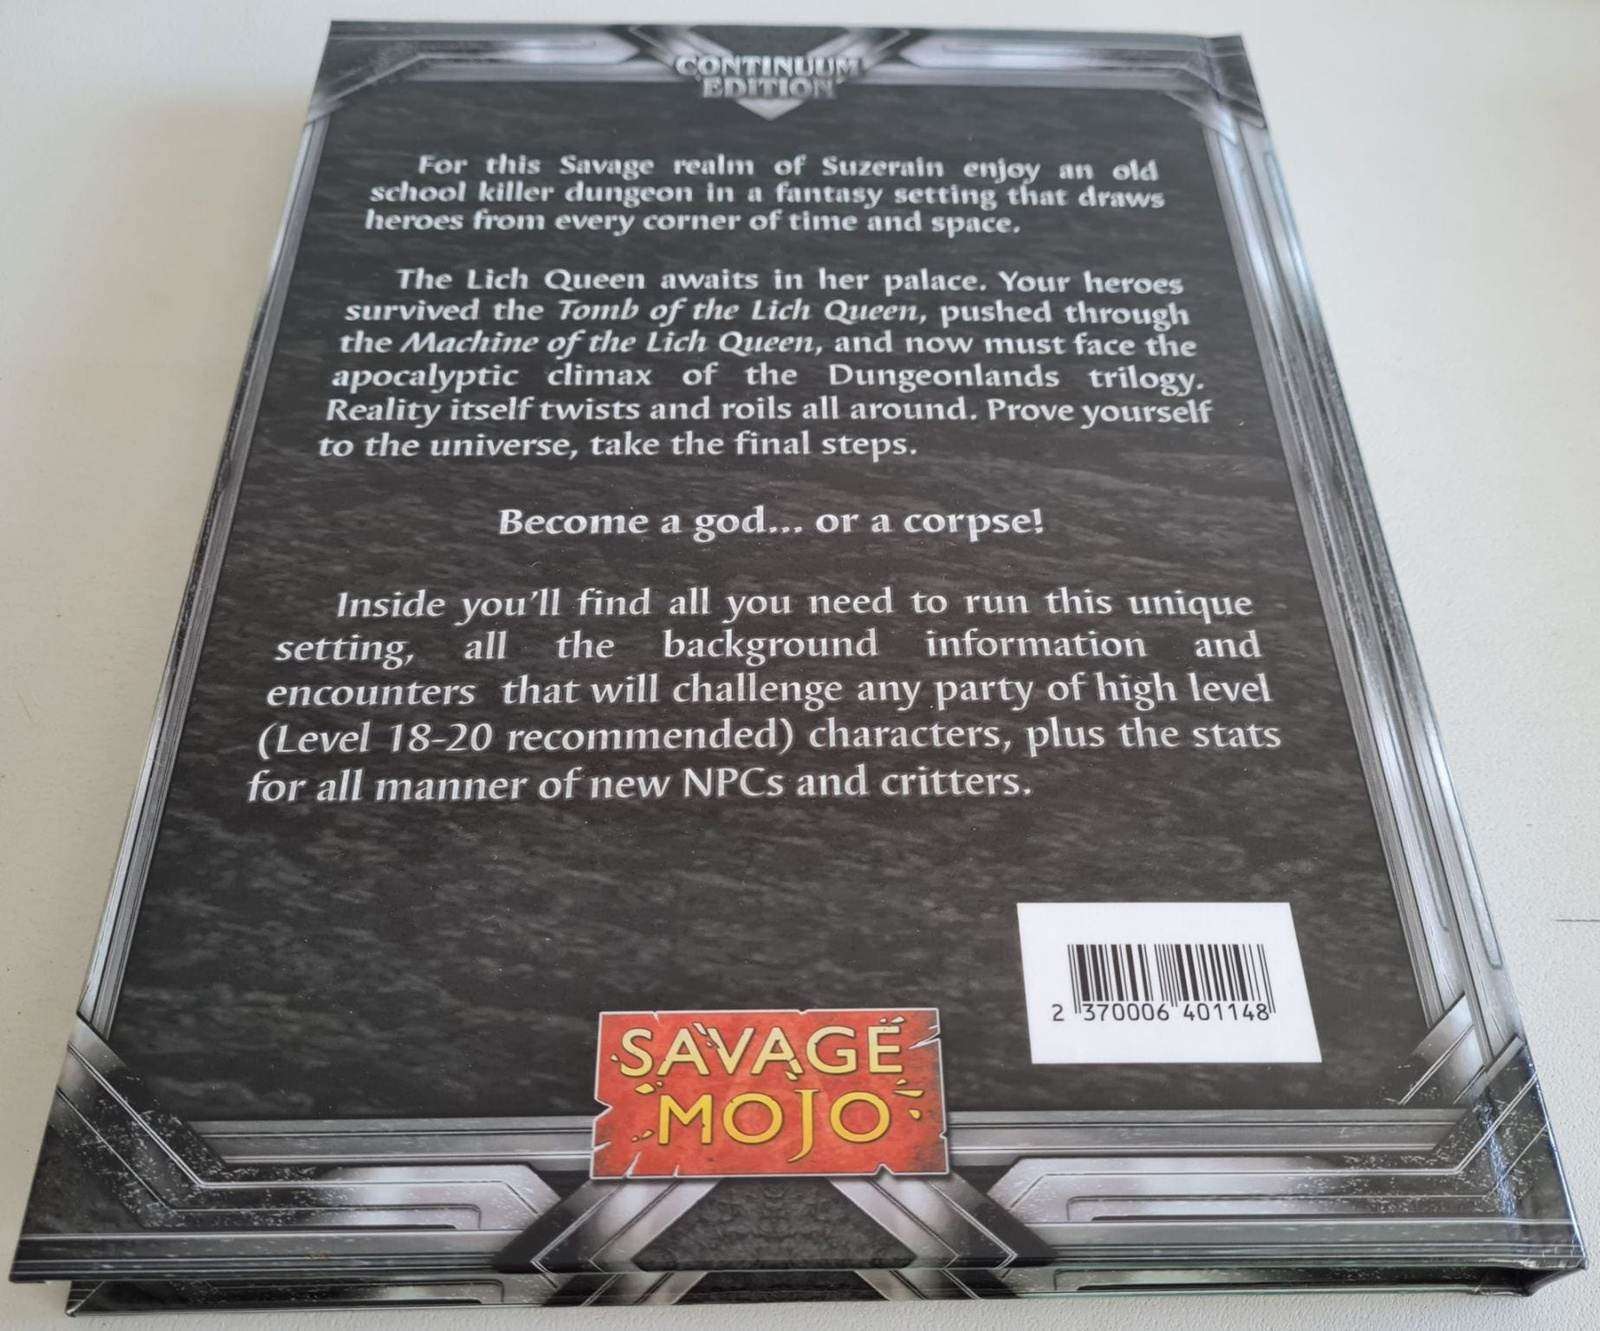 CONTINUUM
EDITION
For this Savage realm of Suzerain enjoy an old
school killer dungeon in a fantasy setting that draws
heroes from every corner of time and space.
The Lich Queen awaits in her palace. Your heroes
survived the Tomb of the Lich Queen, pushed through
the Machine of the Lich Queen, and now must face the
apocalyptic climax of the Dungeonlands trilogy.
Reality itself twists and roils all around. Prove yourself
to the universe, take the final steps.
Become a god... or a corpse!
Inside you'll find all you need to run this unique
setting, all the background information and
encounters that will challenge any party of high level
(Level 18-20 recommended) characters, plus the stats
for all manner of new NPCs and critters.
2 370006 401148
SAVAGE
MOJO